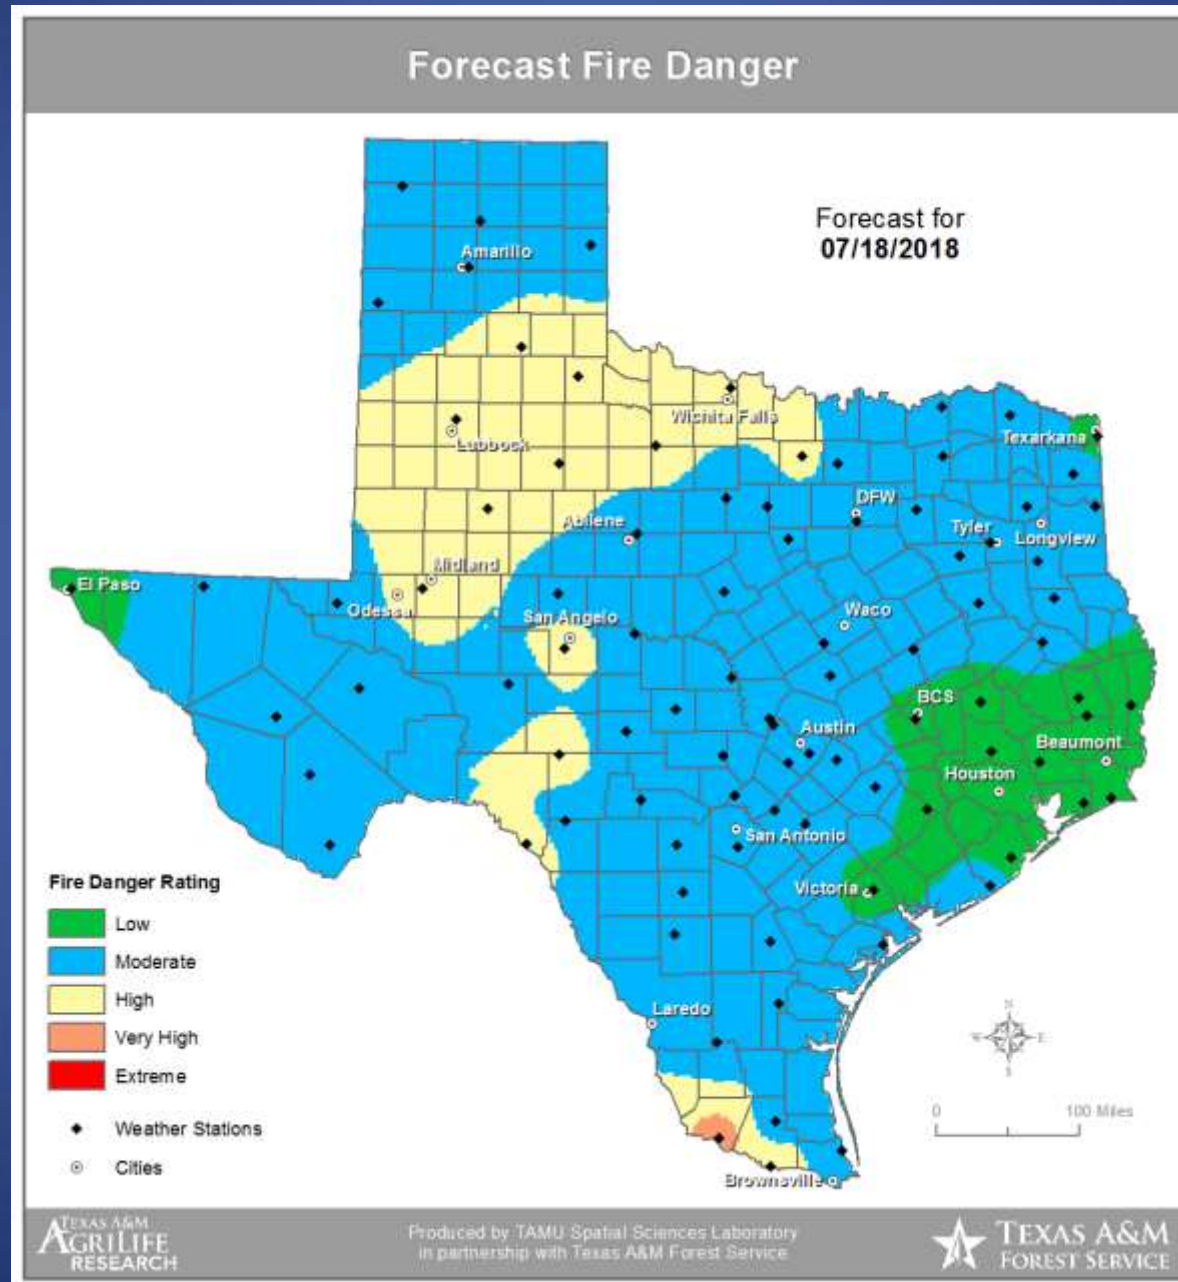 Forecast Fire Danger
Forecast for
07/18/2018
Amarillo
Wichita Falls
Lubbock
Texarkana
DFW
Abilene
Tyler
Longview
Midland
El Paso
Odessa
San Angelo
Waco
BCS
Austin
Beaumont
Houston
San Antonio
Victoria
Laredo
Brownsville
Fire Danger Rating
Low
Moderate
High
Very High
Extreme
Weather Stations
Cities
N
W E
S
0 100 Miles
TEXAS A&M
AGRILIFE
RESEARCH
Produced by TAMU Spatial Sciences Laboratory
in partnership with Texas A&M Forest Service
TEXAS A&M
FOREST SERVICE